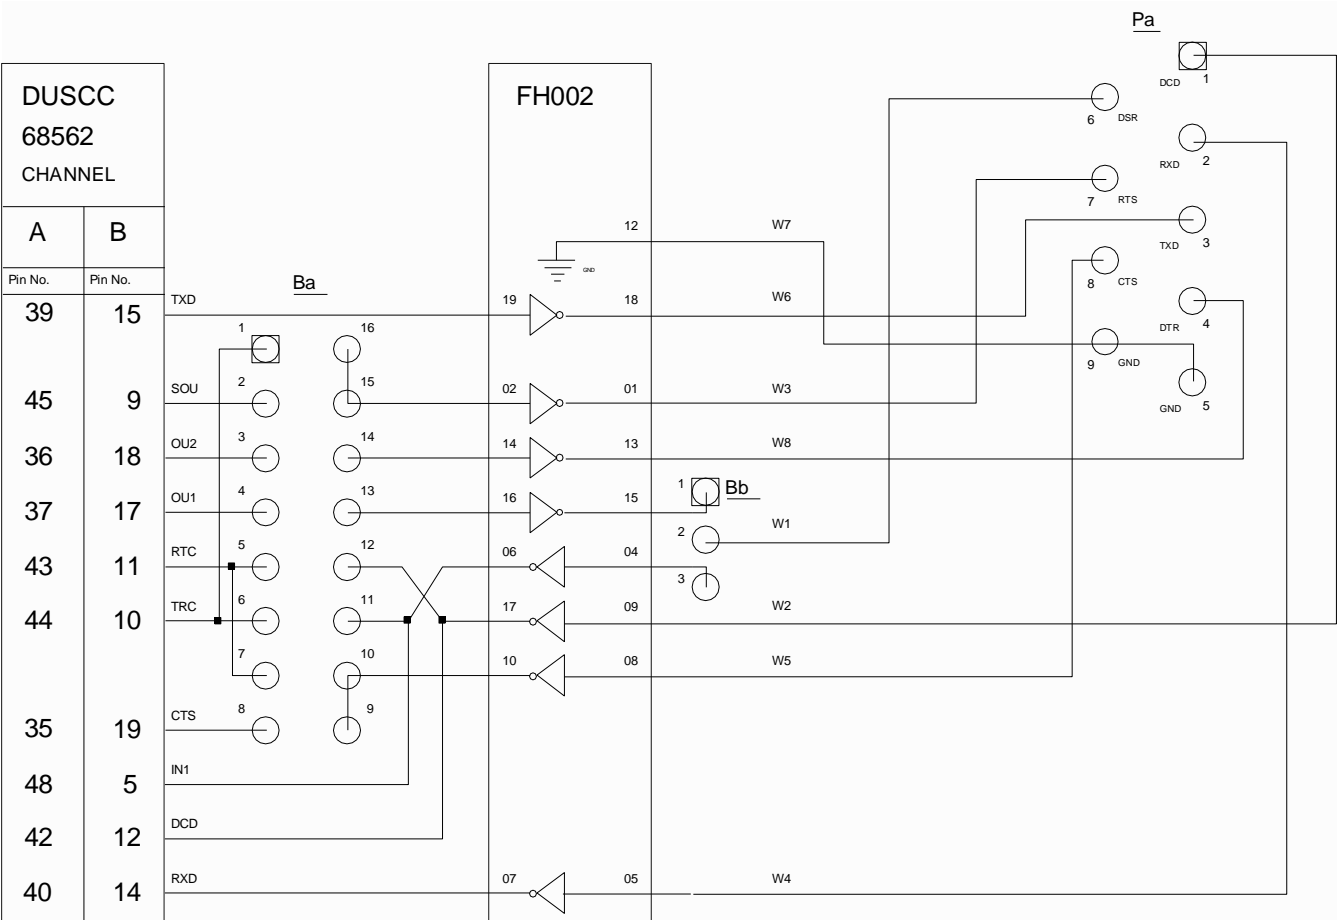 Pa
DUSCC
68562
CHANNEL
FH002
A B
Pin No. Pin No.
Ba
39 15 TXD 19 18 W6
12 W7
GND
1 16
45 9 SOU 2 15 02 01 W3
36 18 OU2 3 14 14 13 W8
37 17 OU1 4 13 16 15 1 Bb
2 W1
43 11 RTC 5 12 06 04 3
44 10 TRC 6 11 17 09 W2
7 10 10 08 W5
35 19 CTS 8 9
48 5 IN1
42 12 DCD
40 14 RXD 07 05 W4
DCD 1
6 DSR
RXD 2
7 RTS
TXD 3
8 CTS
DTR 4
9 GND
GND 5